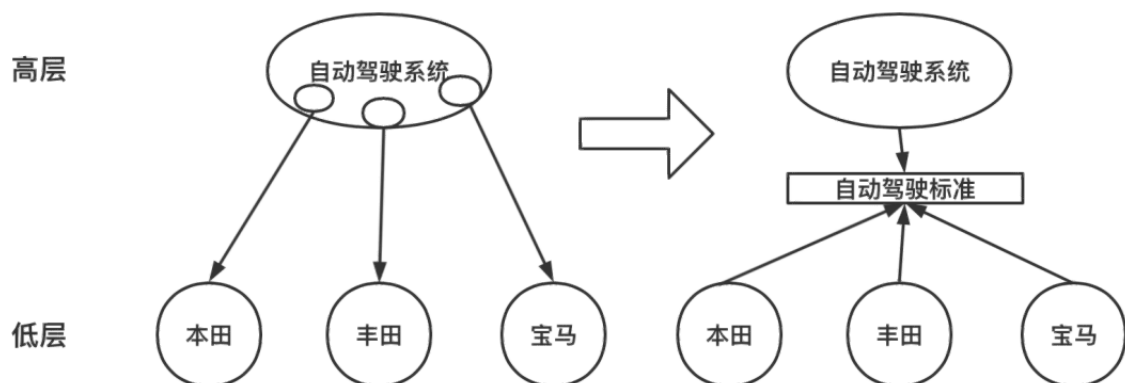 高层
自动驾驶系统
自动驾驶系统
自动驾驶标准
低层
本田
丰田
宝马
本田
丰田
宝马